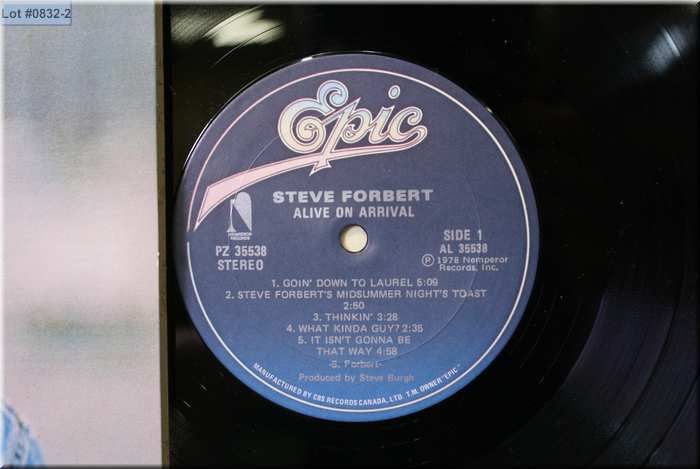 Lot #0832-2
Epic
STEVE FORBERT
ALIVE ON ARRIVAL
NEMPEROR
RECORDS
PZ 35538
STEREO
SIDE 1
AL 35538
Ⓟ 1978 Nemperor
Records, Inc.
1. GOIN' DOWN TO LAUREL 5:09
2. STEVE FORBERT'S MIDSUMMER NIGHT'S TOAST
2:50
3. THINKIN' 3:28
4. WHAT KINDA GUY? 2:35
5. IT ISN'T GONNA BE
THAT WAY 4:58
-S. Forbert-
Produced by Steve Burgh
MANUFACTURED BY CBS RECORDS CANADA, LTD. T.M. OWNER "EPIC"